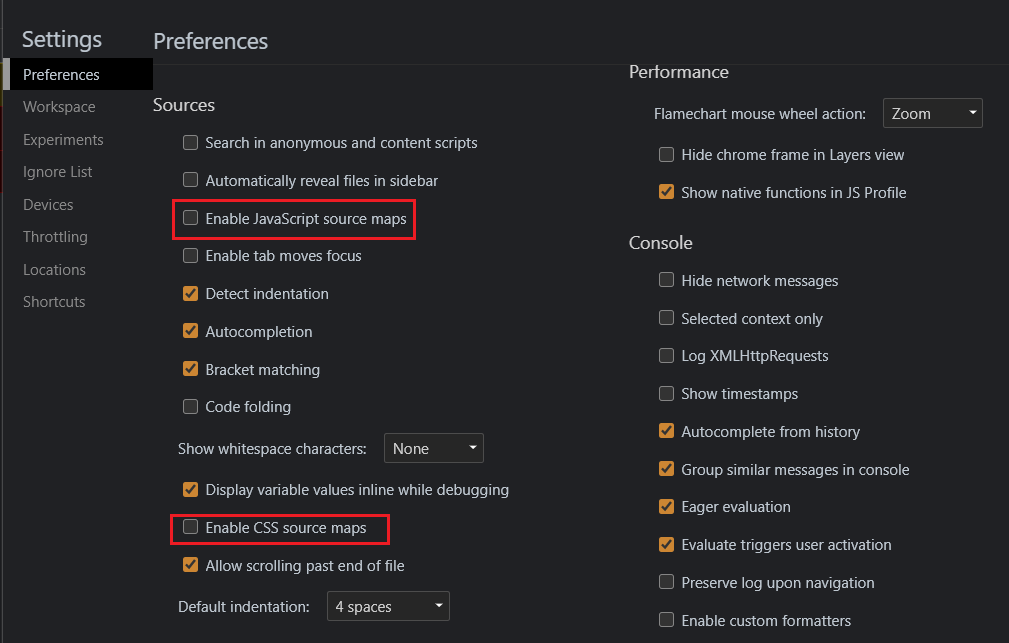 Settings
Preferences
Workspace
Experiments
Ignore List
Devices
Throttling
Locations
Shortcuts
Preferences
Sources
Search in anonymous and content scripts
Automatically reveal files in sidebar
Enable JavaScript source maps
Enable tab moves focus
Detect indentation
Autocompletion
Bracket matching
Code folding
Show whitespace characters: None
Display variable values inline while debugging
Enable CSS source maps
Allow scrolling past end of file
Default indentation: 4 spaces
Performance
Flamechart mouse wheel action: Zoom
Hide chrome frame in Layers view
Show native functions in JS Profile
Console
Hide network messages
Selected context only
Log XMLHttpRequests
Show timestamps
Autocomplete from history
Group similar messages in console
Eager evaluation
Evaluate triggers user activation
Preserve log upon navigation
Enable custom formatters